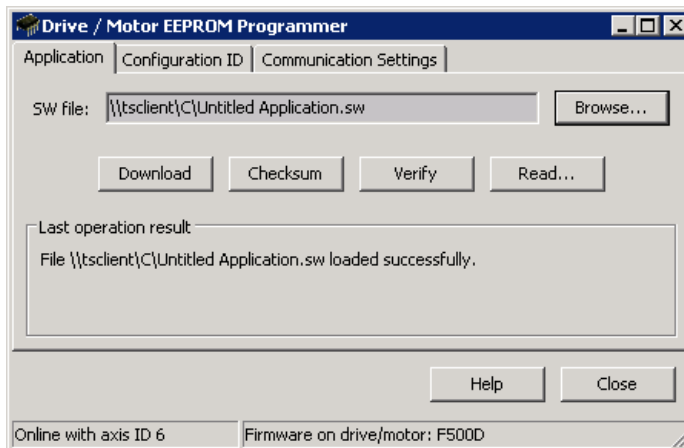 Drive / Motor EEPROM Programmer
Application Configuration ID Communication Settings
SW file: \\tsclient\C\Untitled Application.sw Browse...
Download Checksum Verify Read...
Last operation result
File \\tsclient\C\Untitled Application.sw loaded successfully.
Help Close
Online with axis ID 6 Firmware on drive/motor: F500D